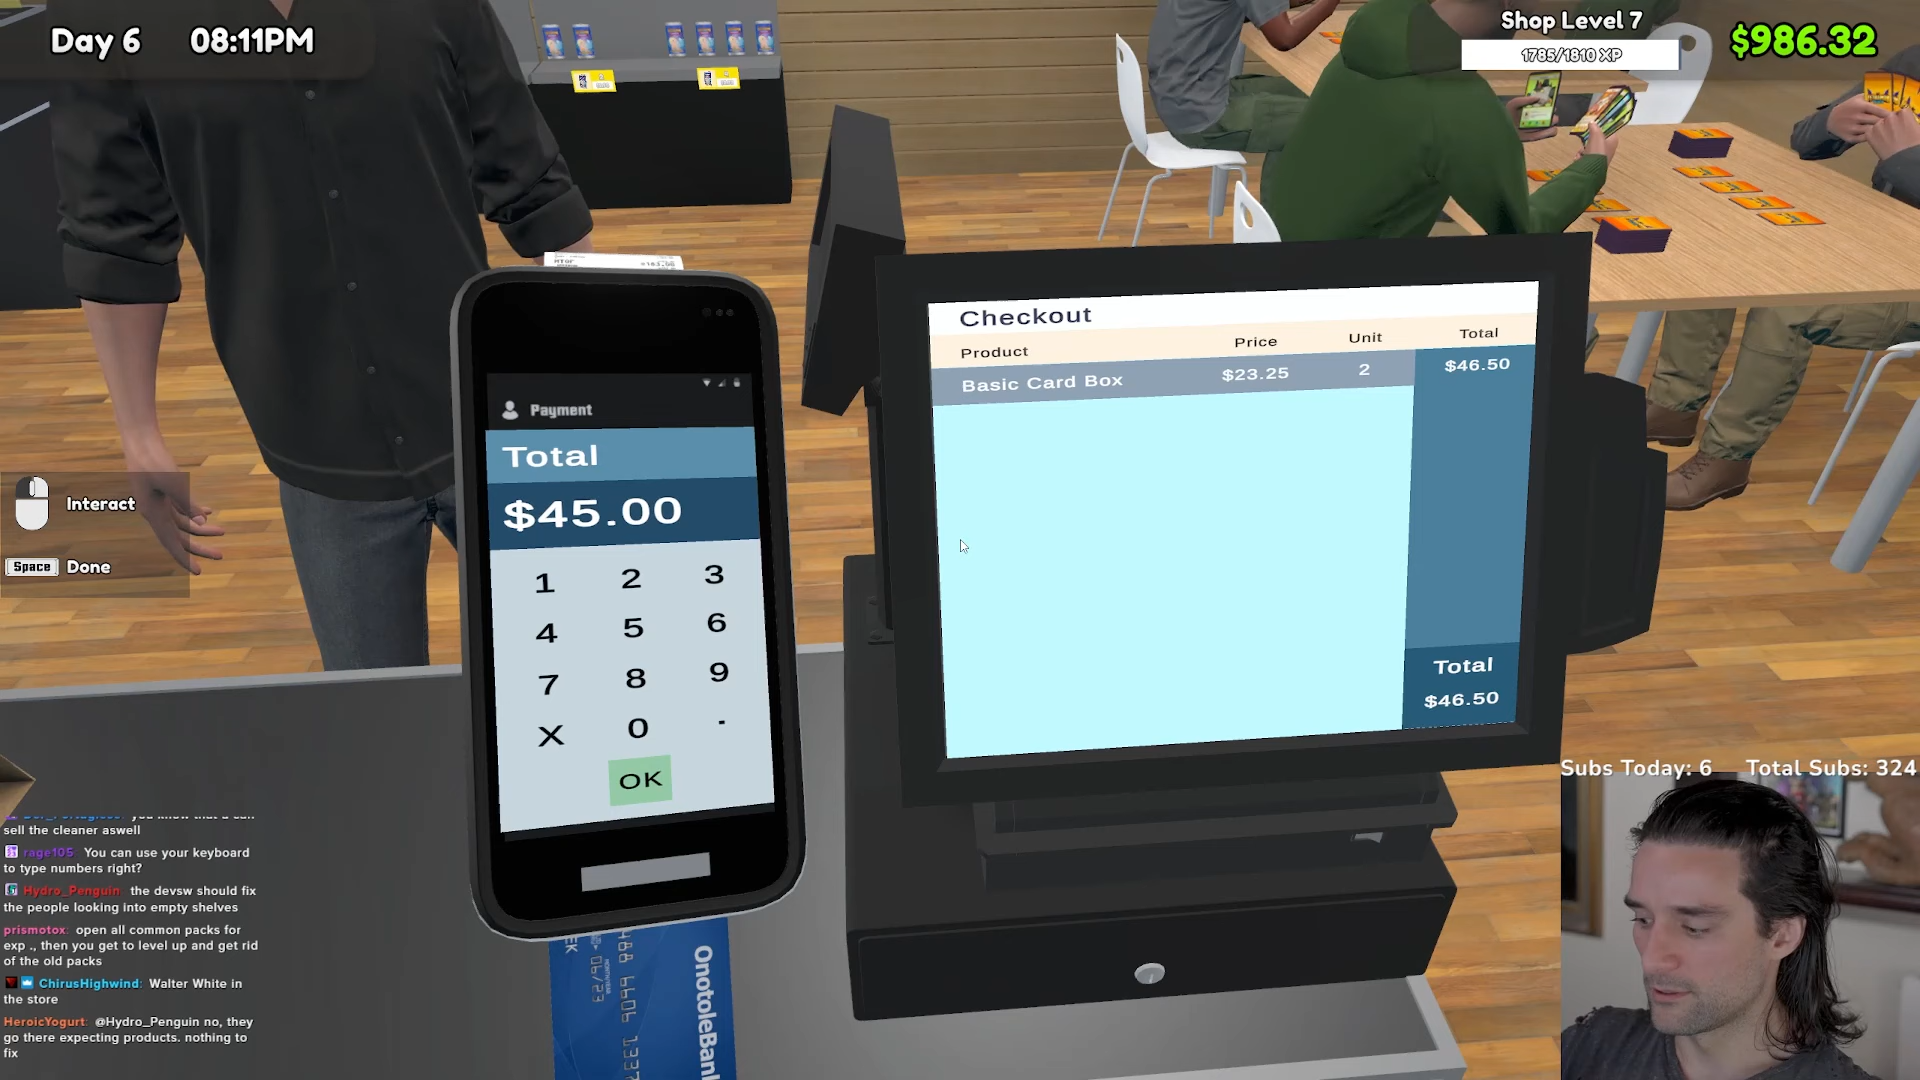 Day 6
08:11PM
Shop Level 7
1785/1810 XP
$986.32
Interact
Space
Done
Payment
Total
$45.00
1 2 3
4 5 6
7 8 9
X 0 .
OK
Checkout
Product Price Unit Total
Basic Card Box $23.25 2 $46.50
Total
$46.50
OnotoleBank
06/23
sell the cleaner aswell
rage105: You can use your keyboard
to type numbers right?
Hydro_Penguin: the devsw should fix
the people looking into empty shelves
prismotox: open all common packs for
exp ., then you get to level up and get rid
of the old packs
ChirusHighwind: Walter White in
the store
HeroicYogurt: @Hydro_Penguin no, they
go there expecting products. nothing to
fix
Subs Today: 6 Total Subs: 324